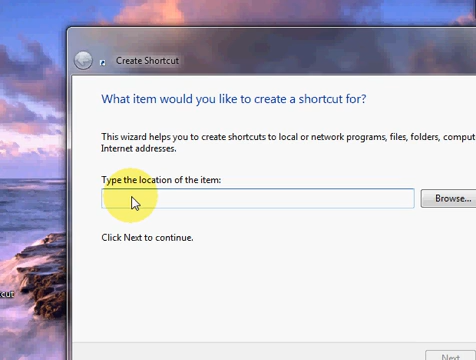 Create Shortcut
What item would you like to create a shortcut for?
This wizard helps you to create shortcuts to local or network programs, files, folders,
Internet addresses.
Type the location of the item:
Browse...
Click Next to continue.
Next